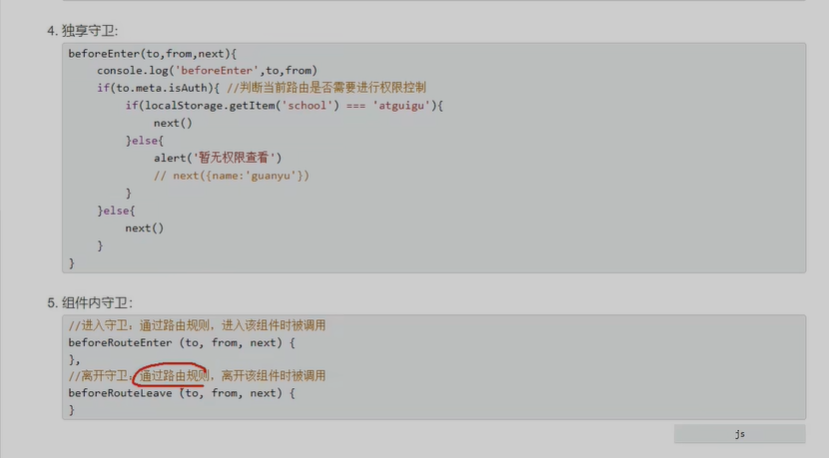 4. 独享守卫:
beforeEnter(to,from,next){
    console.log('beforeEnter',to,from)
    if(to.meta.isAuth){ //判断当前路由是否需要进行权限控制
        if(localStorage.getItem('school') === 'atguigu'){
            next()
        }else{
            alert('暂无权限查看')
            // next({name:'guanyu'})
        }
    }else{
        next()
    }
}
5. 组件内守卫:
//进入守卫：通过路由规则，进入该组件时被调用
beforeRouteEnter (to, from, next) {
},
//离开守卫：通过路由规则，离开该组件时被调用
beforeRouteLeave (to, from, next) {
}
js